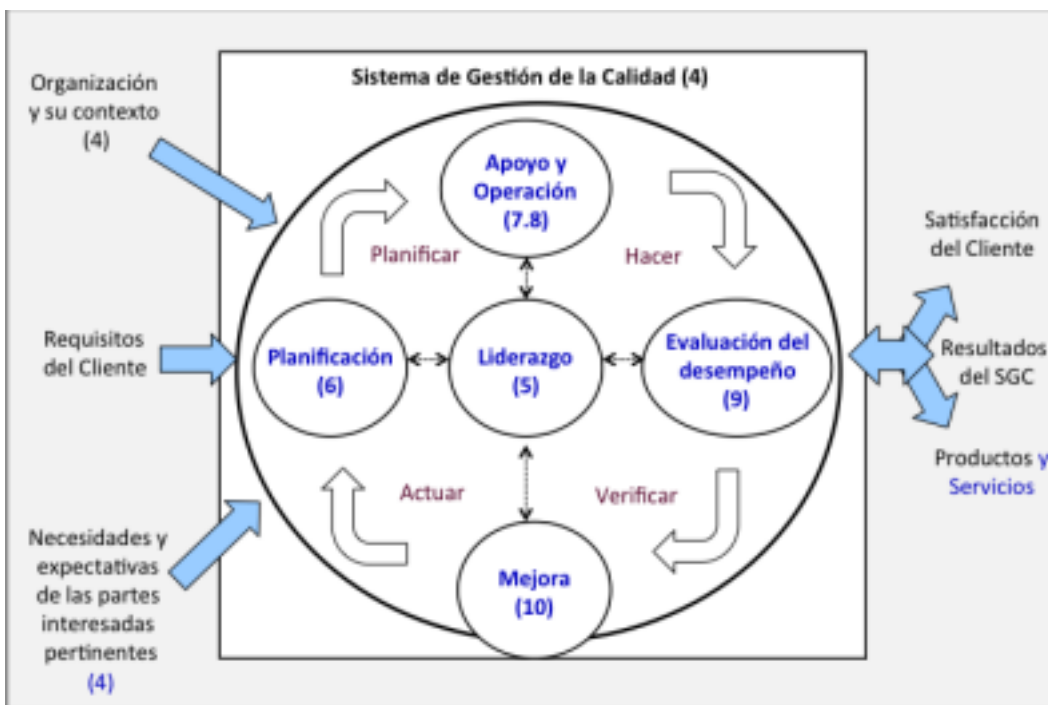 Sistema de Gestión de la Calidad (4)
Organización
y su contexto
(4)
Requisitos
del Cliente
Necesidades y
expectativas
de las partes
interesadas
pertinentes
(4)
Apoyo y
Operación
(7.8)
Planificar
Hacer
Planificación
(6)
Liderazgo
(5)
Evaluación del
desempeño
(9)
Actuar
Verificar
Mejora
(10)
Satisfacción
del Cliente
Resultados
del SGC
Productos y
Servicios